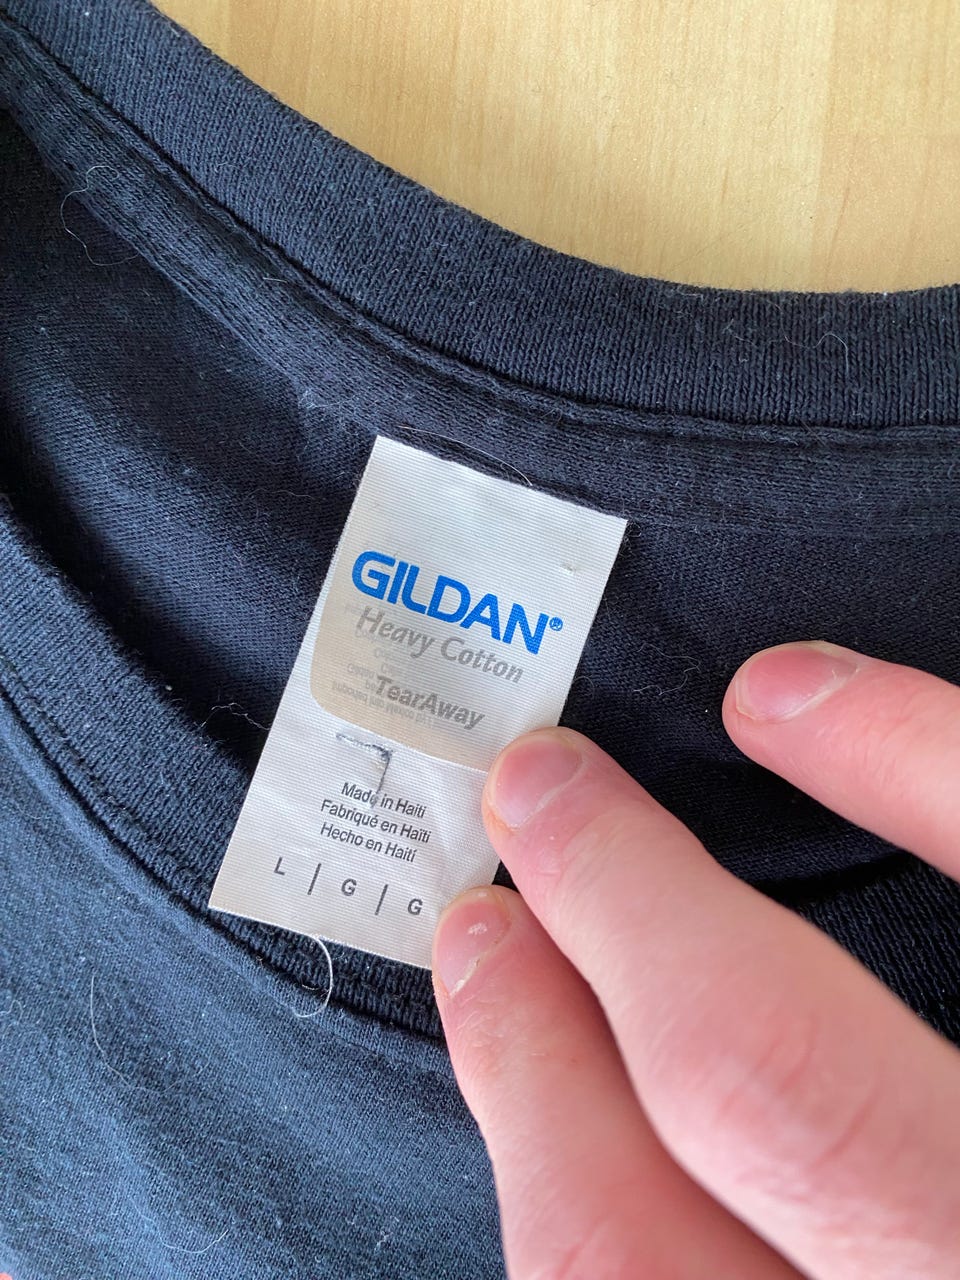 GILDAN®
Heavy Cotton
TearAway
Made in Haiti
Fabriqué en Haïti
Hecho en Haití
L | G | G